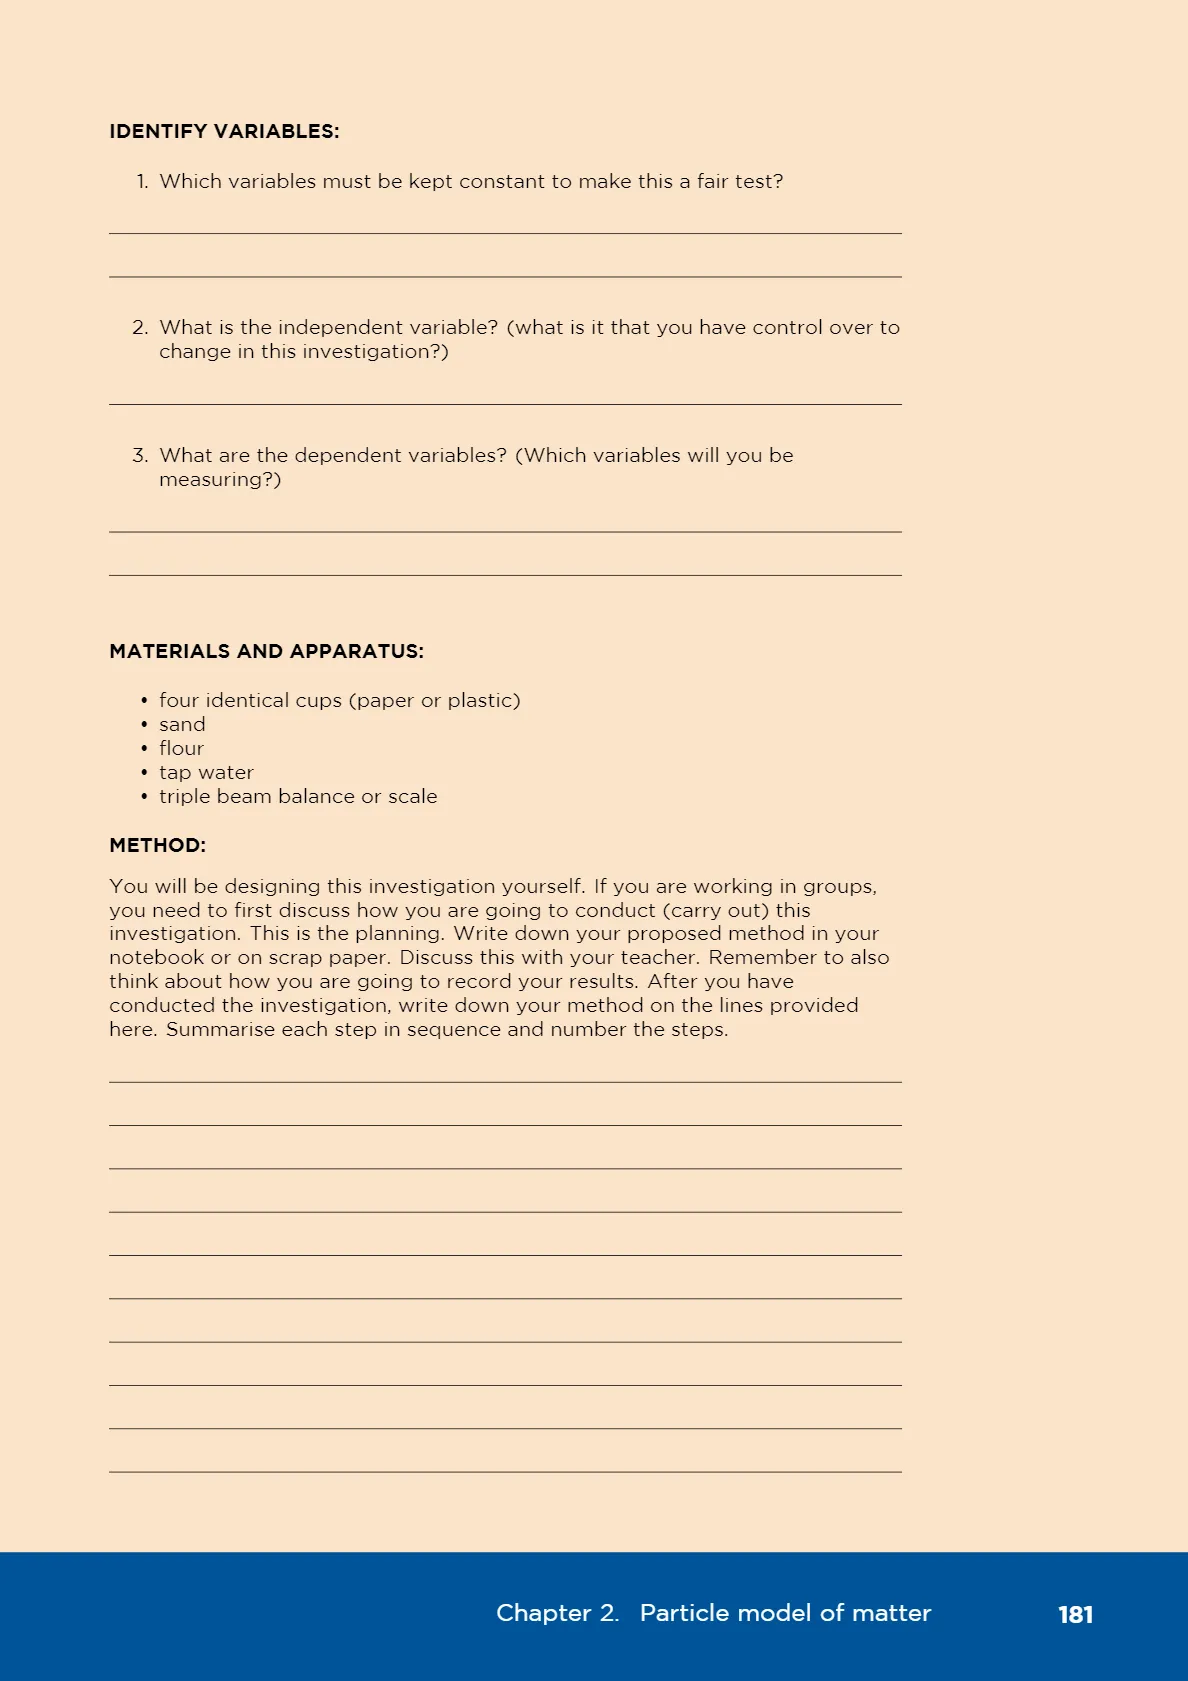 IDENTIFY VARIABLES:
1. Which variables must be kept constant to make this a fair test?
2. What is the independent variable? (what is it that you have control over to
change in this investigation?)
3. What are the dependent variables? (Which variables will you be
measuring?)
MATERIALS AND APPARATUS:
• four identical cups (paper or plastic)
• sand
• flour
• tap water
• triple beam balance or scale
METHOD:
You will be designing this investigation yourself. If you are working in groups,
you need to first discuss how you are going to conduct (carry out) this
investigation. This is the planning. Write down your proposed method in your
notebook or on scrap paper. Discuss this with your teacher. Remember to also
think about how you are going to record your results. After you have
conducted the investigation, write down your method on the lines provided
here. Summarise each step in sequence and number the steps.
Chapter 2. Particle model of matter 181